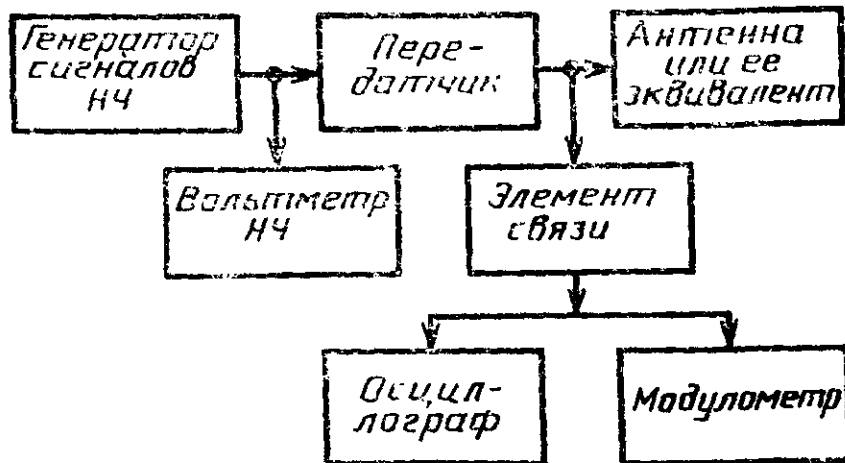 Генератор
сигналов
НЧ
Пере-
датчик
Антенна
или ее
эквивалент
Вольтметр
НЧ
Элемент
связи
Осцил-
лограф
Модулометр